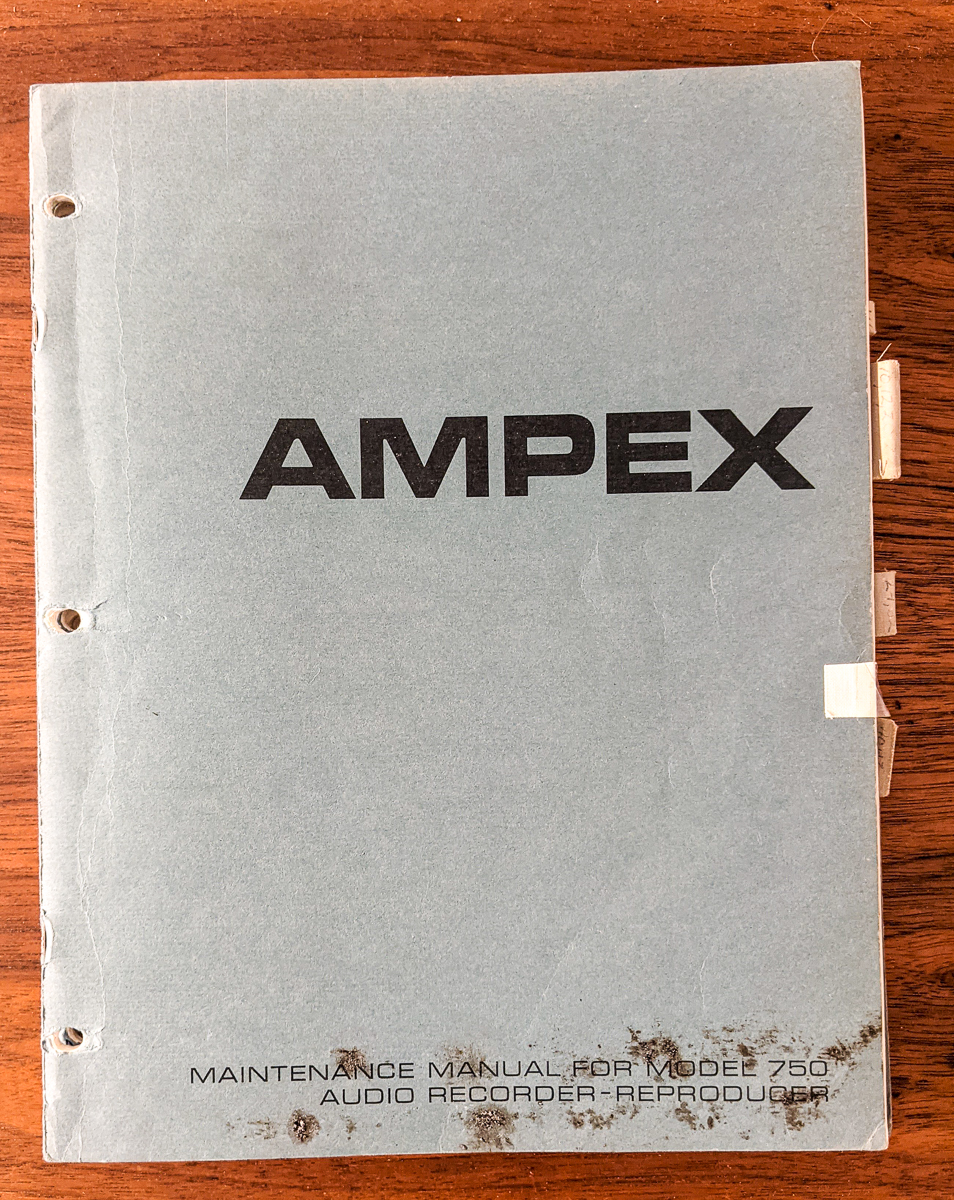 AMPEX
MAINTENANCE MANUAL FOR MODEL 750
AUDIO RECORDER-REPRODUCER